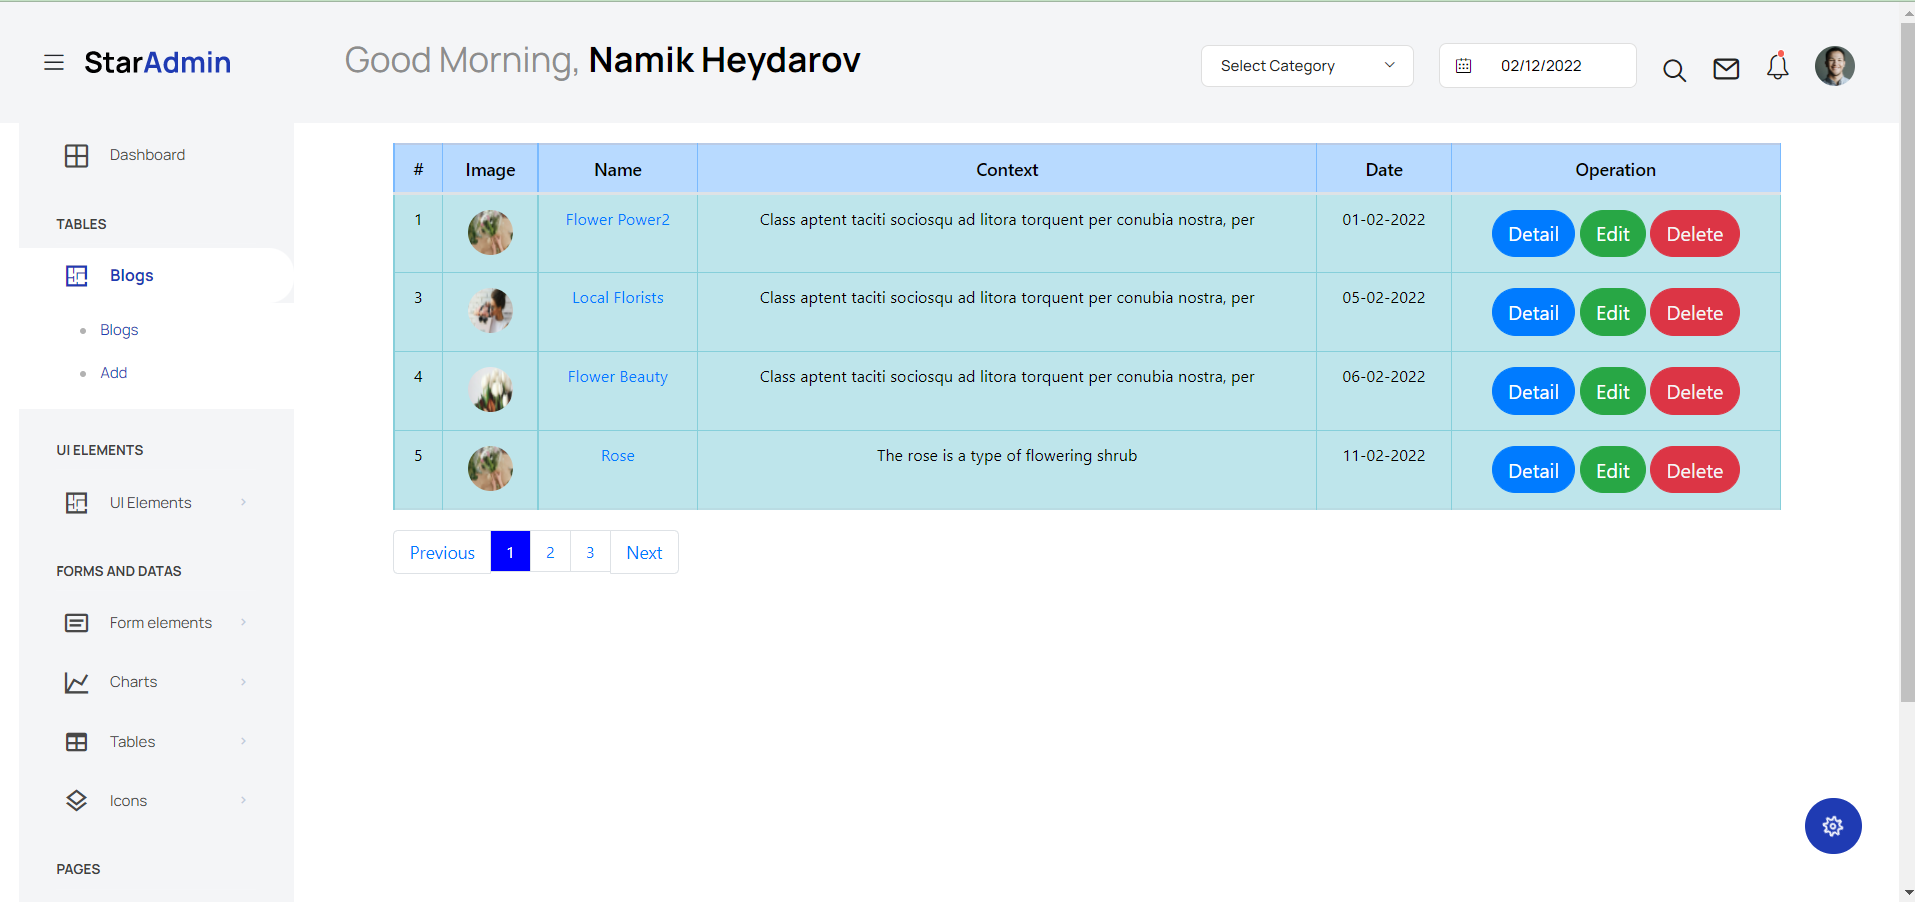 StarAdmin
Good Morning, Namik Heydarov
Select Category
02/12/2022
Dashboard
TABLES
Blogs
Blogs
Add
UI ELEMENTS
UI Elements
FORMS AND DATAS
Form elements
Charts
Tables
Icons
PAGES
# Image Name Context Date Operation
1 Flower Power2 Class aptent taciti sociosqu ad litora torquent per conubia nostra, per 01-02-2022 Detail Edit Delete
3 Local Florists Class aptent taciti sociosqu ad litora torquent per conubia nostra, per 05-02-2022 Detail Edit Delete
4 Flower Beauty Class aptent taciti sociosqu ad litora torquent per conubia nostra, per 06-02-2022 Detail Edit Delete
5 Rose The rose is a type of flowering shrub 11-02-2022 Detail Edit Delete
Previous 1 2 3 Next